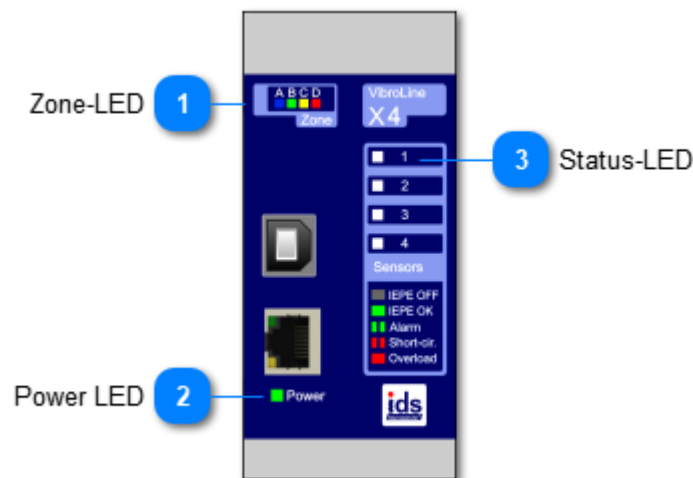 Zone-LED 1
A B C D
Zone
VibroLine
X4
1
3 Status-LED
2
3
4
Sensors
IEPE OFF
IEPE OK
Alarm
Short-cir.
Overload
Power LED 2
Power
ids